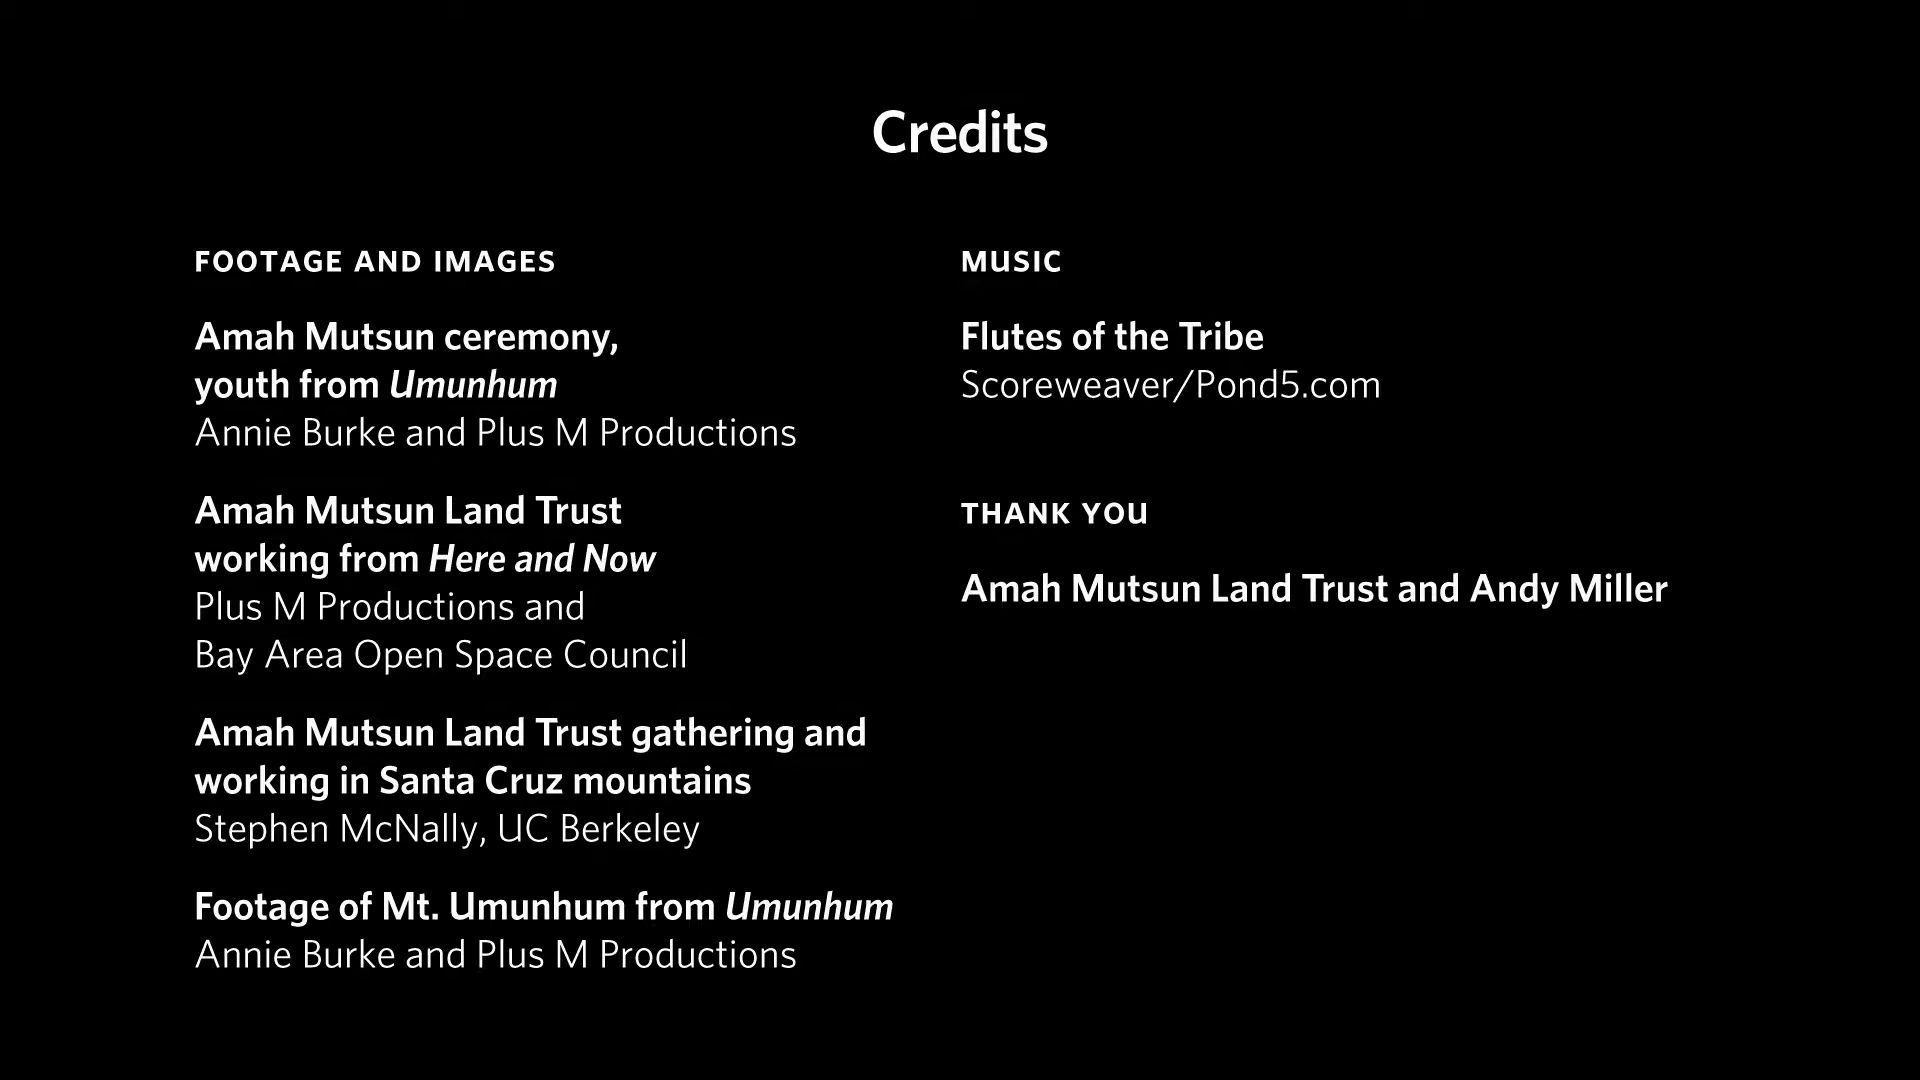 Credits
FOOTAGE AND IMAGES
Amah Mutsun ceremony,
youth from Umunhum
Annie Burke and Plus M Productions
Amah Mutsun Land Trust
working from Here and Now
Plus M Productions and
Bay Area Open Space Council
Amah Mutsun Land Trust gathering and
working in Santa Cruz mountains
Stephen McNally, UC Berkeley
Footage of Mt. Umunhum from Umunhum
Annie Burke and Plus M Productions
MUSIC
Flutes of the Tribe
Scoreweaver/Pond5.com
THANK YOU
Amah Mutsun Land Trust and Andy Miller